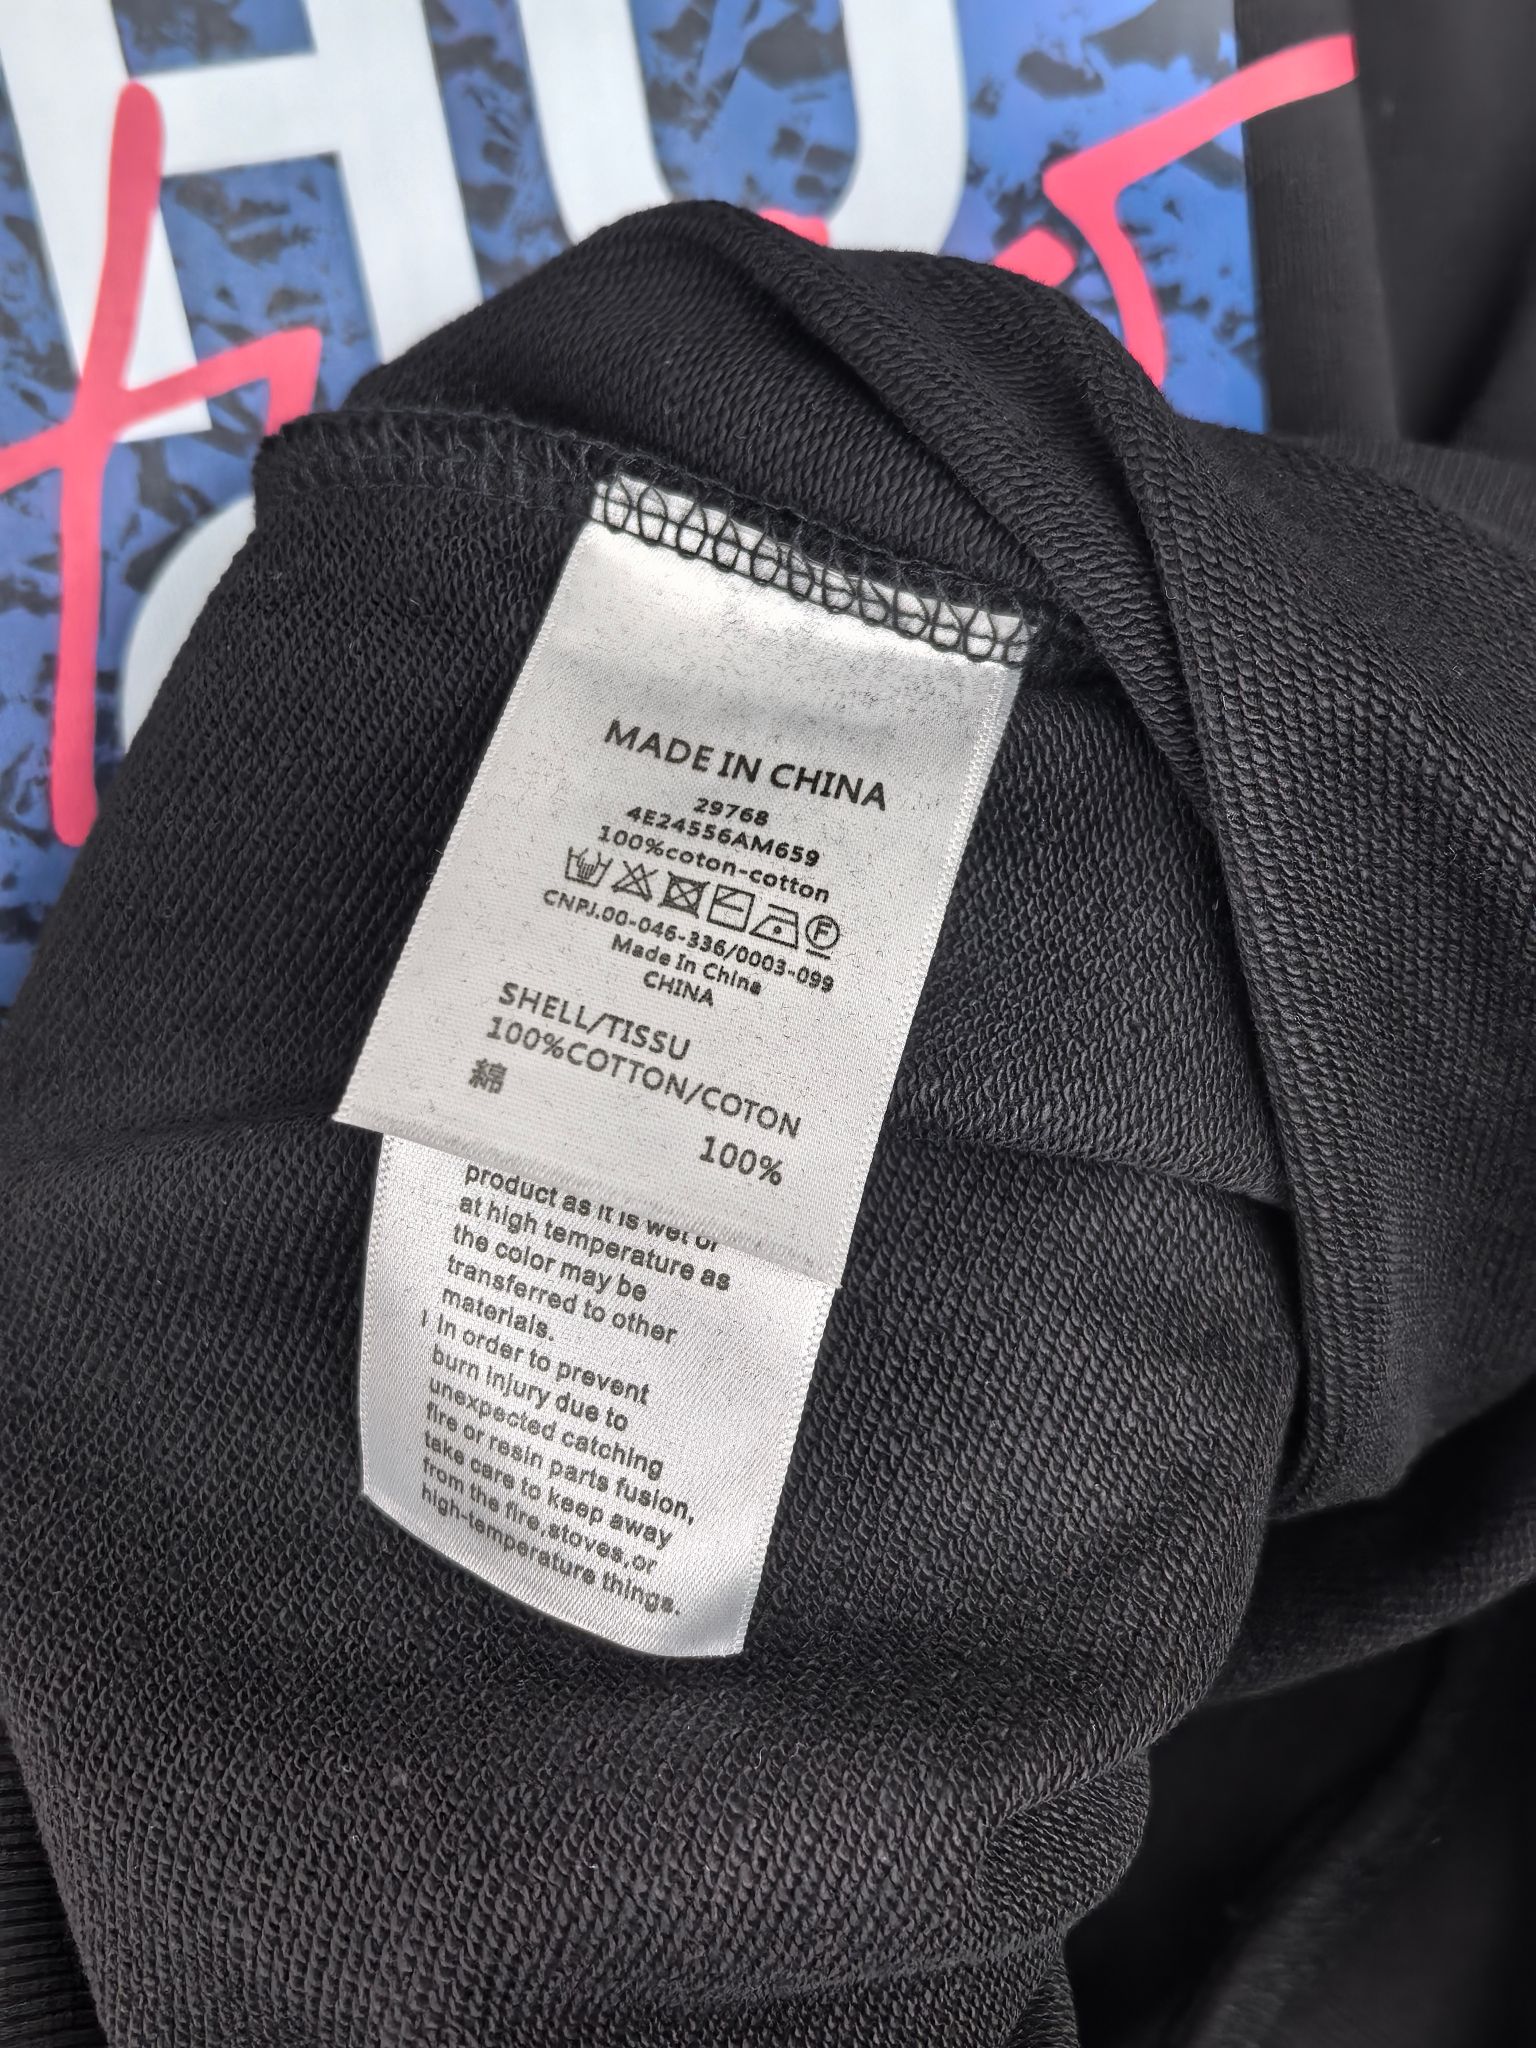 HU
MADE IN CHINA
29768
4E24556AM659
100%coton-cotton
F
CNPJ.00-046-336/0003-099
Made In China
CHINA
SHELL/TISSU
100%COTTON/COTON
綿
100%
product as it is wet or
at high temperature as
the color may be
transferred to other
materials.
In order to prevent
burn injury due to
unexpected catching
fire or resin parts fusion,
take care to keep away
from the fire,stoves,or
high-temperature things.